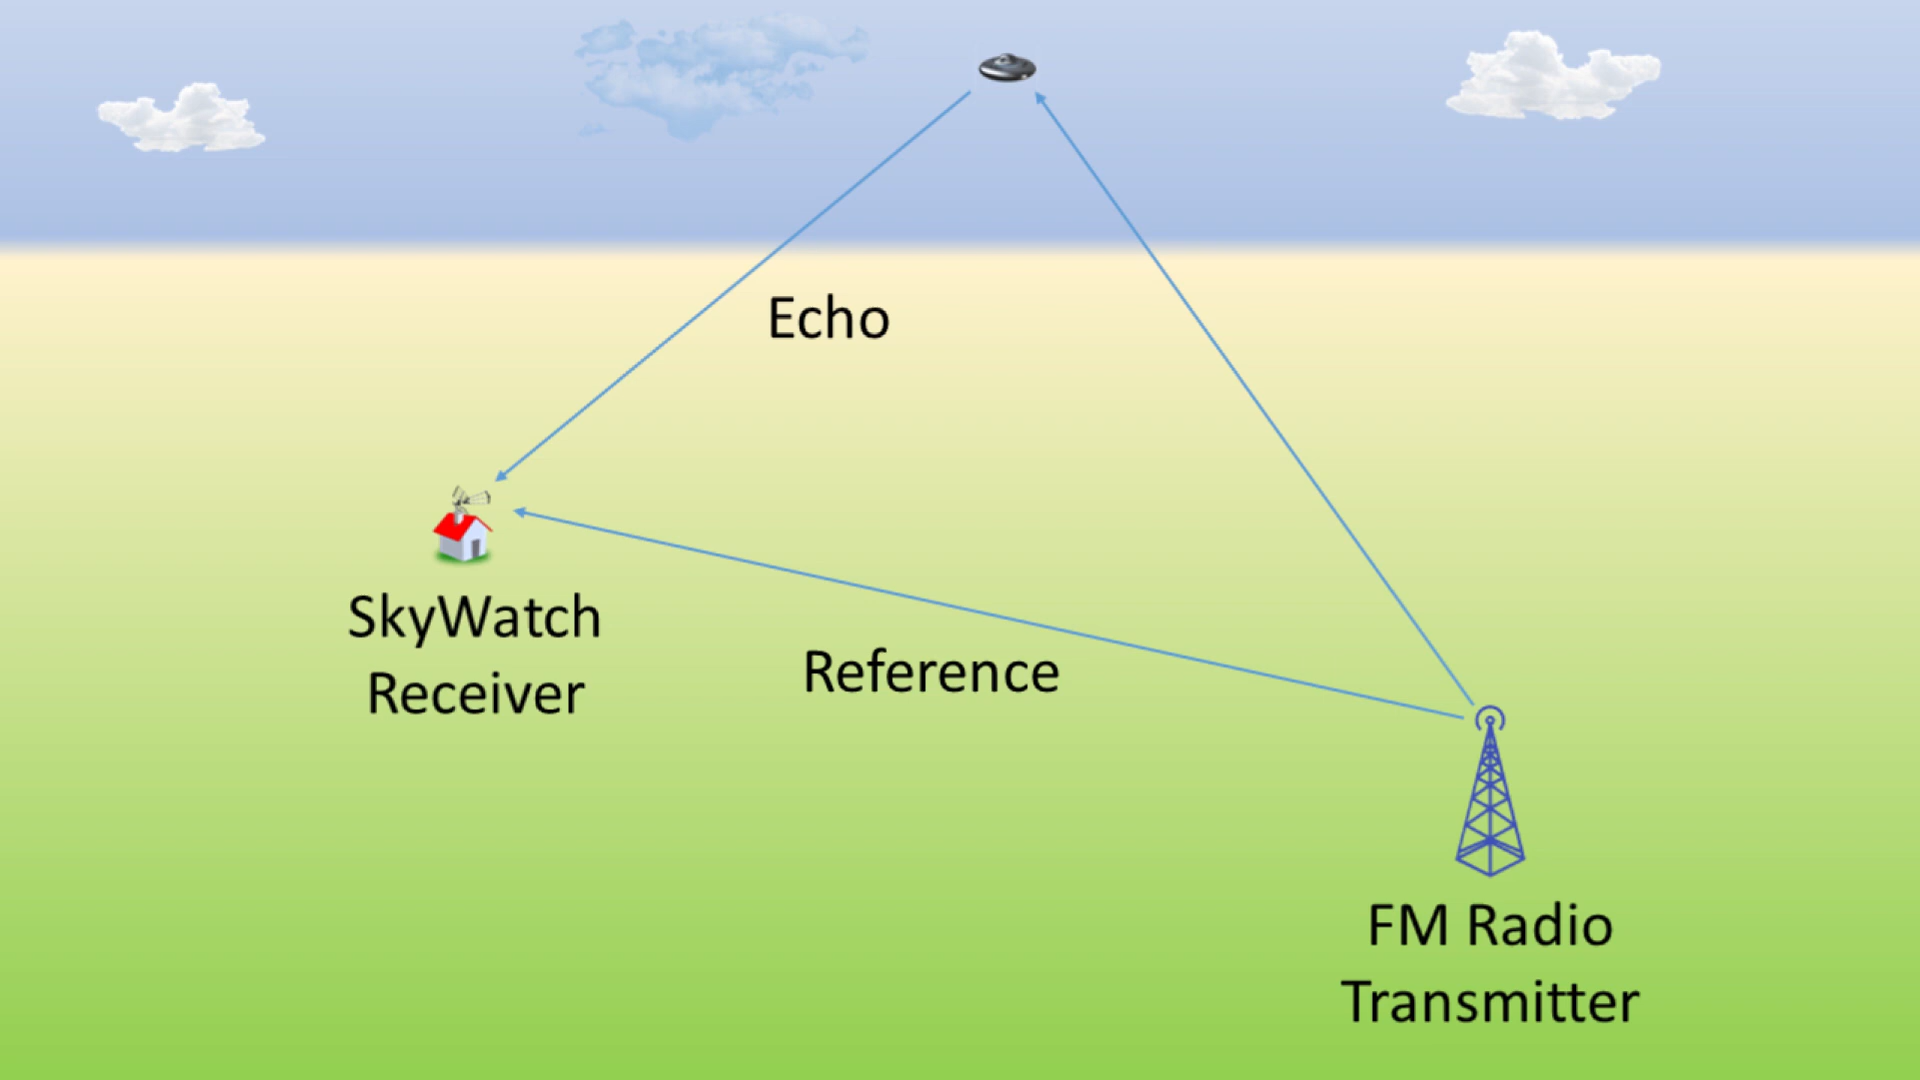 Echo
SkyWatch
Receiver
Reference
FM Radio
Transmitter